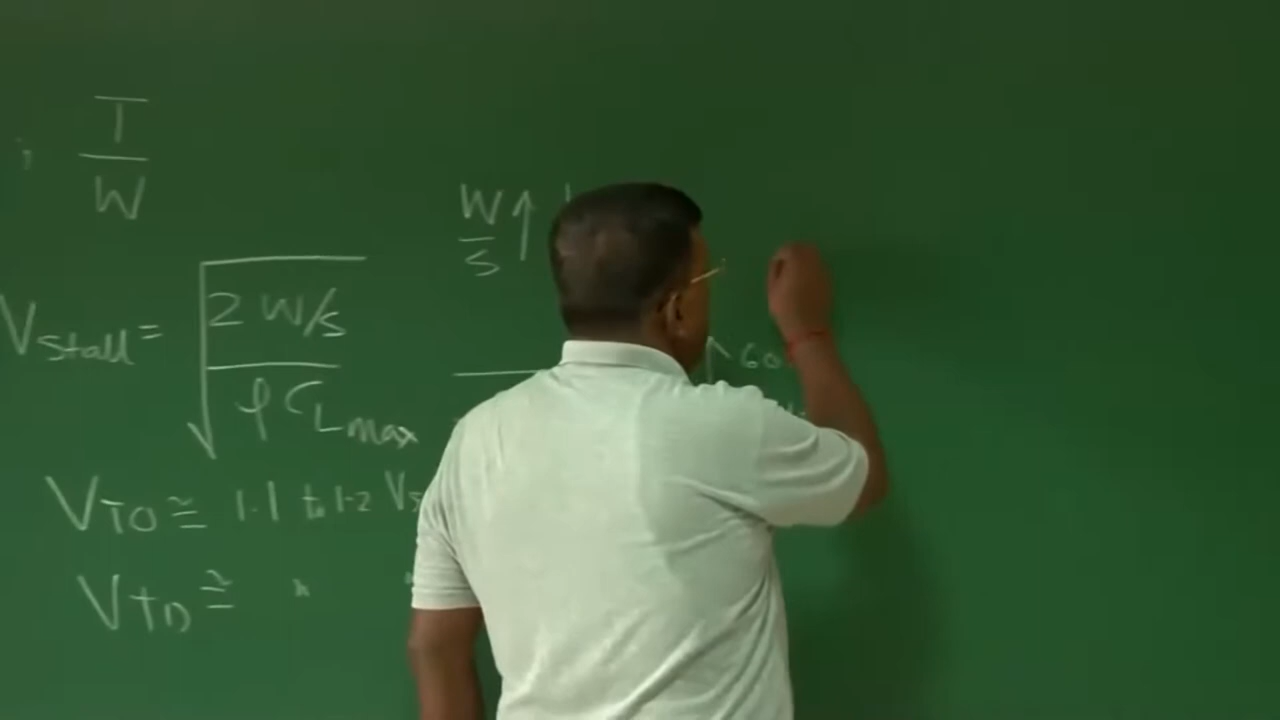 ; T/W
W/S ↑
V_stall = √(2 W/S / ρ C_Lmax)
↑ 60
V_TO ≅ 1.1 to 1.2 V_s
V_TD ≅ " "